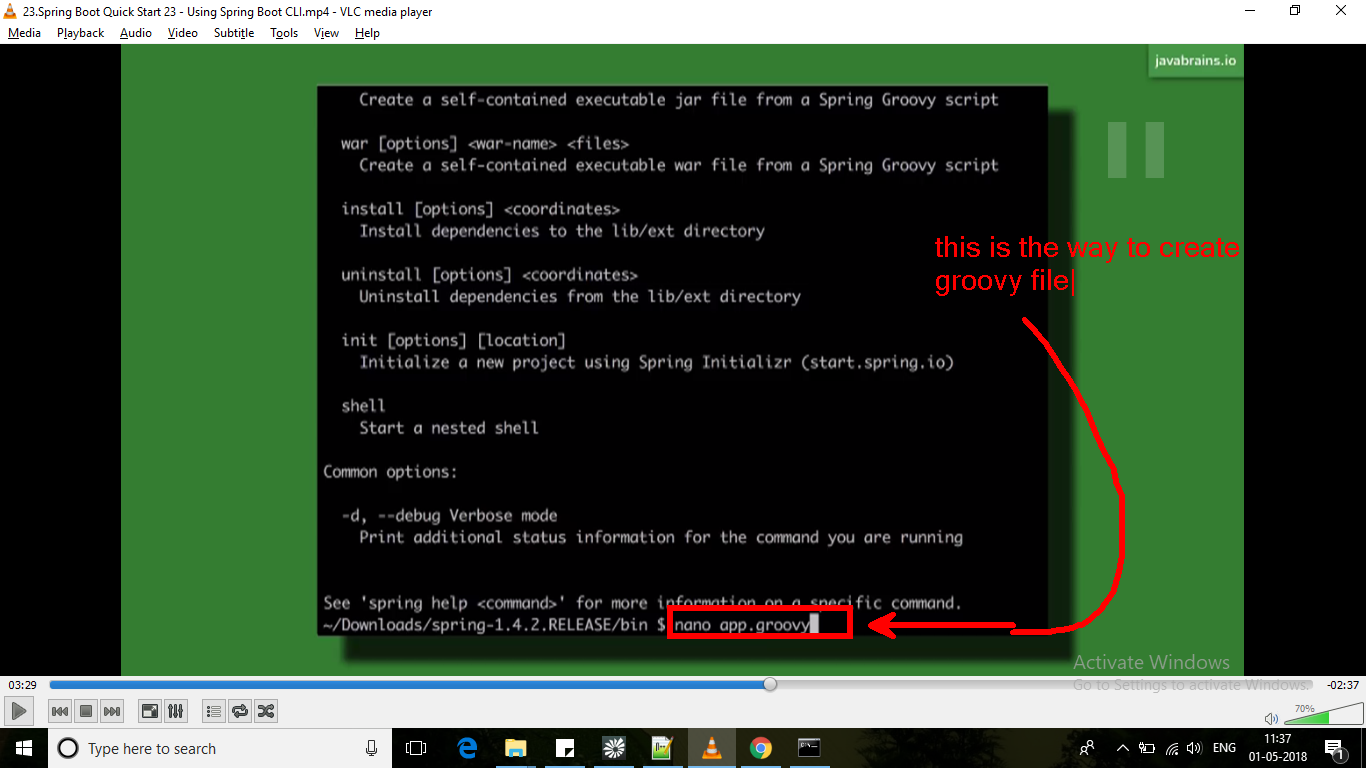 23.Spring Boot Quick Start 23 - Using Spring Boot CLI.mp4 - VLC media player
Media Playback Audio Video Subtitle Tools View Help
javabrains.io
Create a self-contained executable jar file from a Spring Groovy script
war [options] <war-name> <files>
Create a self-contained executable war file from a Spring Groovy script
install [options] <coordinates>
Install dependencies to the lib/ext directory
this is the way to create
groovy file
uninstall [options] <coordinates>
Uninstall dependencies from the lib/ext directory
init [options] [location]
Initialize a new project using Spring Initializr (start.spring.io)
shell
Start a nested shell
Common options:
-d, --debug Verbose mode
Print additional status information for the command you are running
See 'spring help <command>' for more information on a specific command.
~/Downloads/spring-1.4.2.RELEASE/bin $ nano app.groovy
Activate Windows
Go to Settings to activate Windows.
03:29
-02:37
70%
Type here to search
ENG
11:37
01-05-2018
1